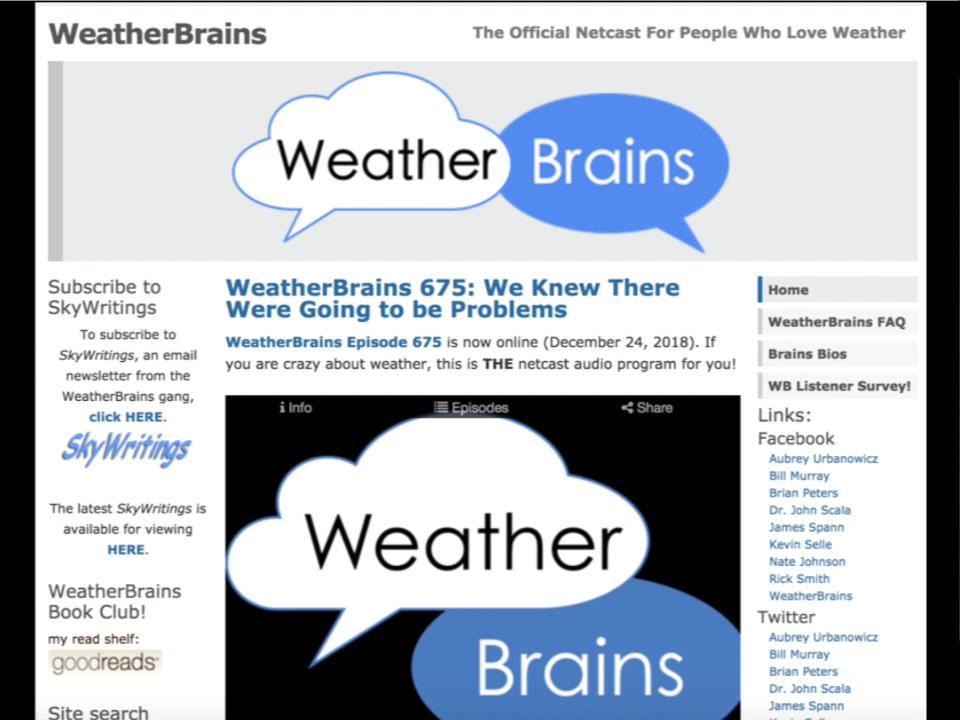 WeatherBrains
The Official Netcast For People Who Love Weather
Weather Brains
Subscribe to
SkyWritings
To subscribe to
SkyWritings, an email
newsletter from the
WeatherBrains gang,
click HERE.
SkyWritings
The latest SkyWritings is
available for viewing
HERE.
WeatherBrains
Book Club!
my read shelf:
goodreads
Site search
WeatherBrains 675: We Knew There
Were Going to be Problems
WeatherBrains Episode 675 is now online (December 24, 2018). If
you are crazy about weather, this is THE netcast audio program for you!
Info
Episodes
Share
Weather
Brains
Home
WeatherBrains FAQ
Brains Bios
WB Listener Survey!
Links:
Facebook
Aubrey Urbanowicz
Bill Murray
Brian Peters
Dr. John Scala
James Spann
Kevin Selle
Nate Johnson
Rick Smith
WeatherBrains
Twitter
Aubrey Urbanowicz
Bill Murray
Brian Peters
Dr. John Scala
James Spann